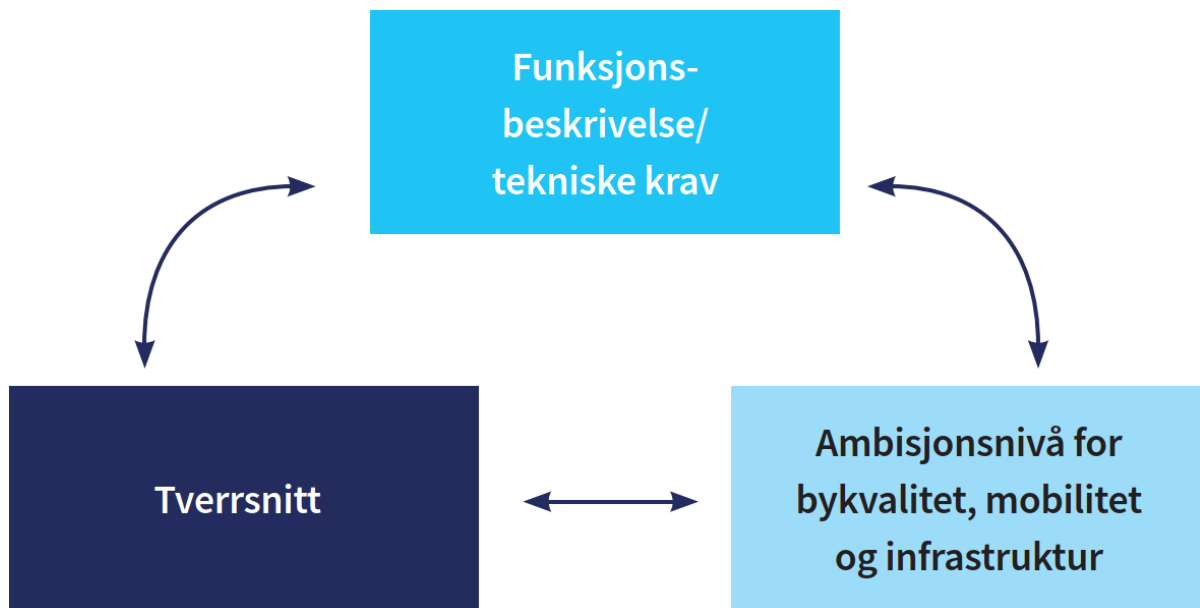 Funksjons-
beskrivelse/
tekniske krav
Tverrsnitt
Ambisjonsnivå for
bykvalitet, mobilitet
og infrastruktur